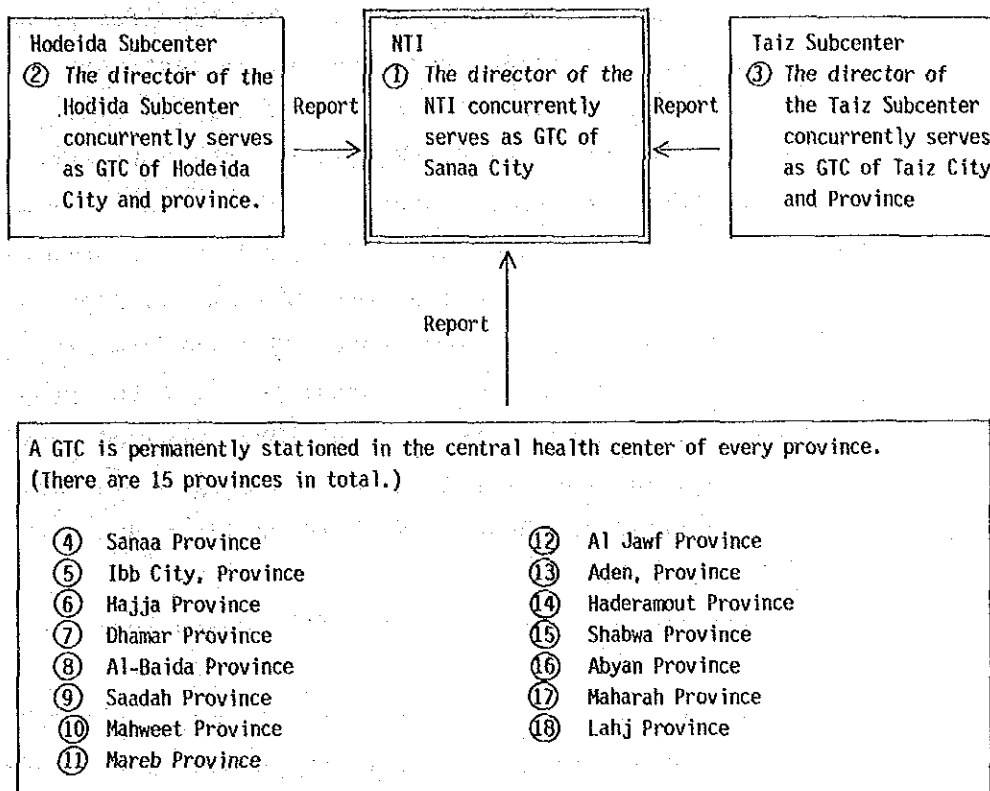 Hodeida Subcenter
② The director of the
Hodida Subcenter
concurrently serves
as GTC of Hodeida
City and province.
Report
NTI
① The director of the
NTI concurrently
serves as GTC of
Sanaa City
Report
Taiz Subcenter
③ The director of
the Taiz Subcenter
concurrently serves
as GTC of Taiz City
and Province
Report
A GTC is permanently stationed in the central health center of every province.
(There are 15 provinces in total.)
④ Sanaa Province
⑤ Ibb City, Province
⑥ Hajja Province
⑦ Dhamar Province
⑧ Al-Baida Province
⑨ Saadah Province
⑩ Mahweet Province
⑪ Mareb Province
⑫ Al Jawf Province
⑬ Aden, Province
⑭ Haderamout Province
⑮ Shabwa Province
⑯ Abyan Province
⑰ Maharah Province
⑱ Lahj Province